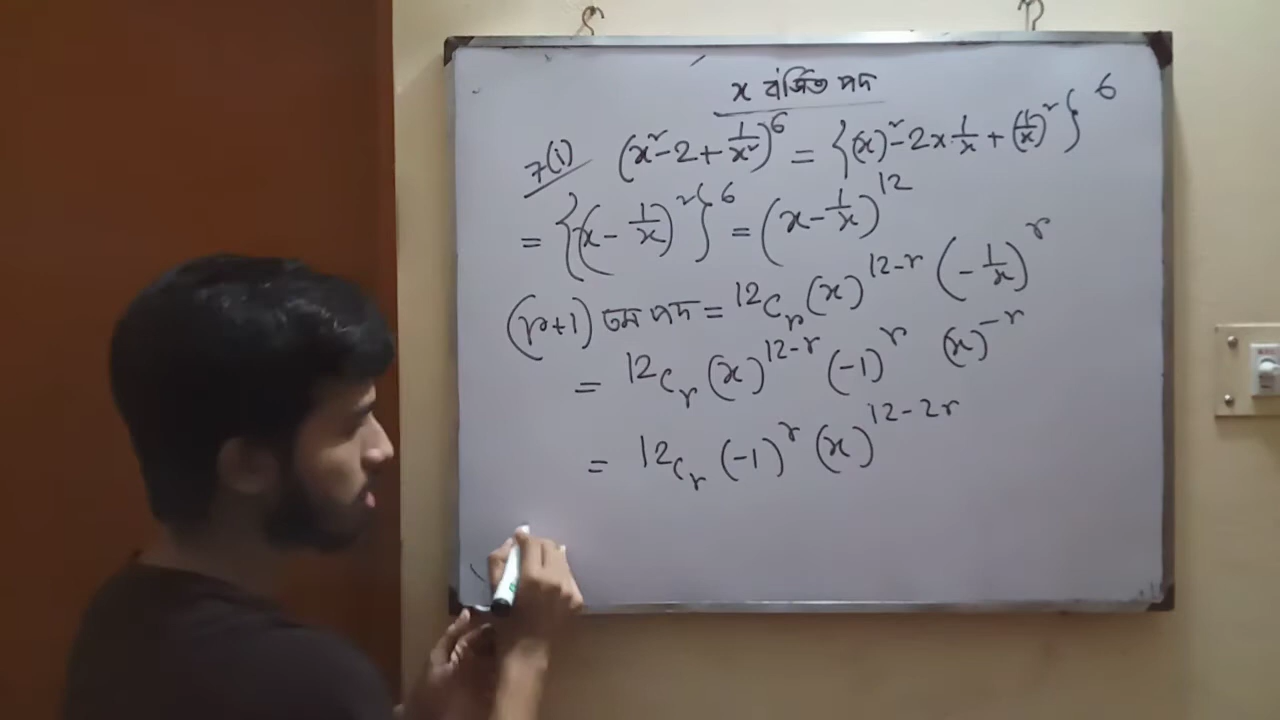 x বর্জিত পদ
7(i) (x²-2+1/x²)⁶ = {(x)²-2x·1/x+(1/x)²}⁶
= {(x-1/x)²}⁶ = (x-1/x)¹²
(r+1) তম পদ = ¹²Cᵣ (x)¹²⁻ʳ (-1/x)ʳ
= ¹²Cᵣ (x)¹²⁻ʳ (-1)ʳ (x)⁻ʳ
= ¹²Cᵣ (-1)ʳ (x)¹²⁻²ʳ